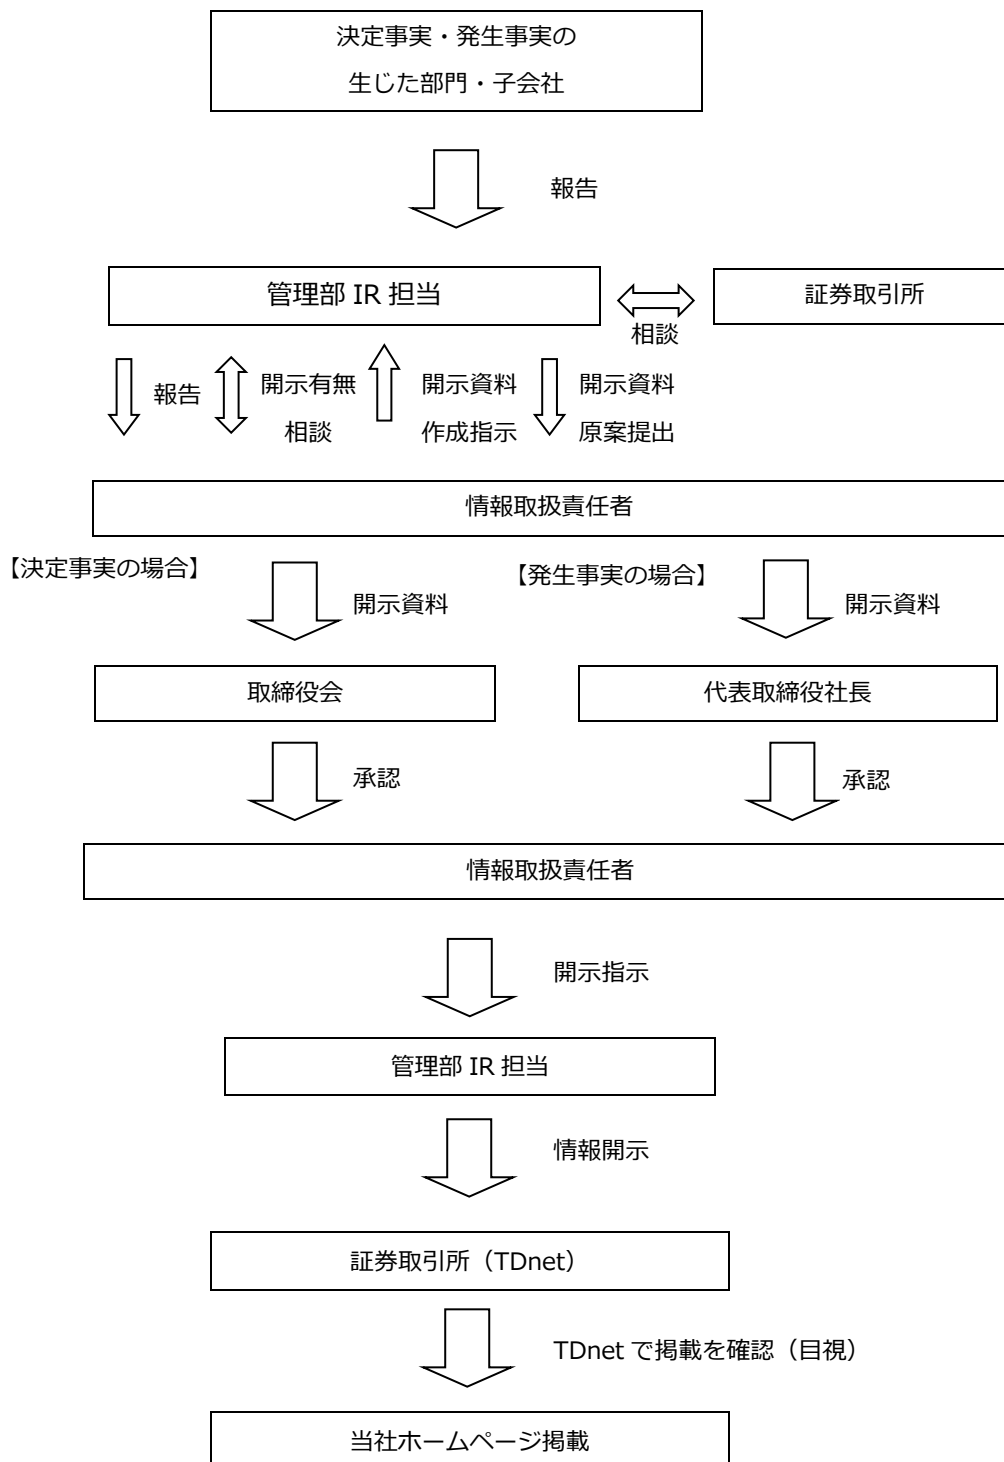 決定事実・発生事実の
生じた部門・子会社
報告
管理部 IR 担当
証券取引所
相談
報告
開示有無
相談
開示資料
作成指示
開示資料
原案提出
情報取扱責任者
【決定事実の場合】
【発生事実の場合】
開示資料
開示資料
取締役会
代表取締役社長
承認
承認
情報取扱責任者
開示指示
管理部 IR 担当
情報開示
証券取引所（TDnet）
TDnet で掲載を確認（目視）
当社ホームページ掲載